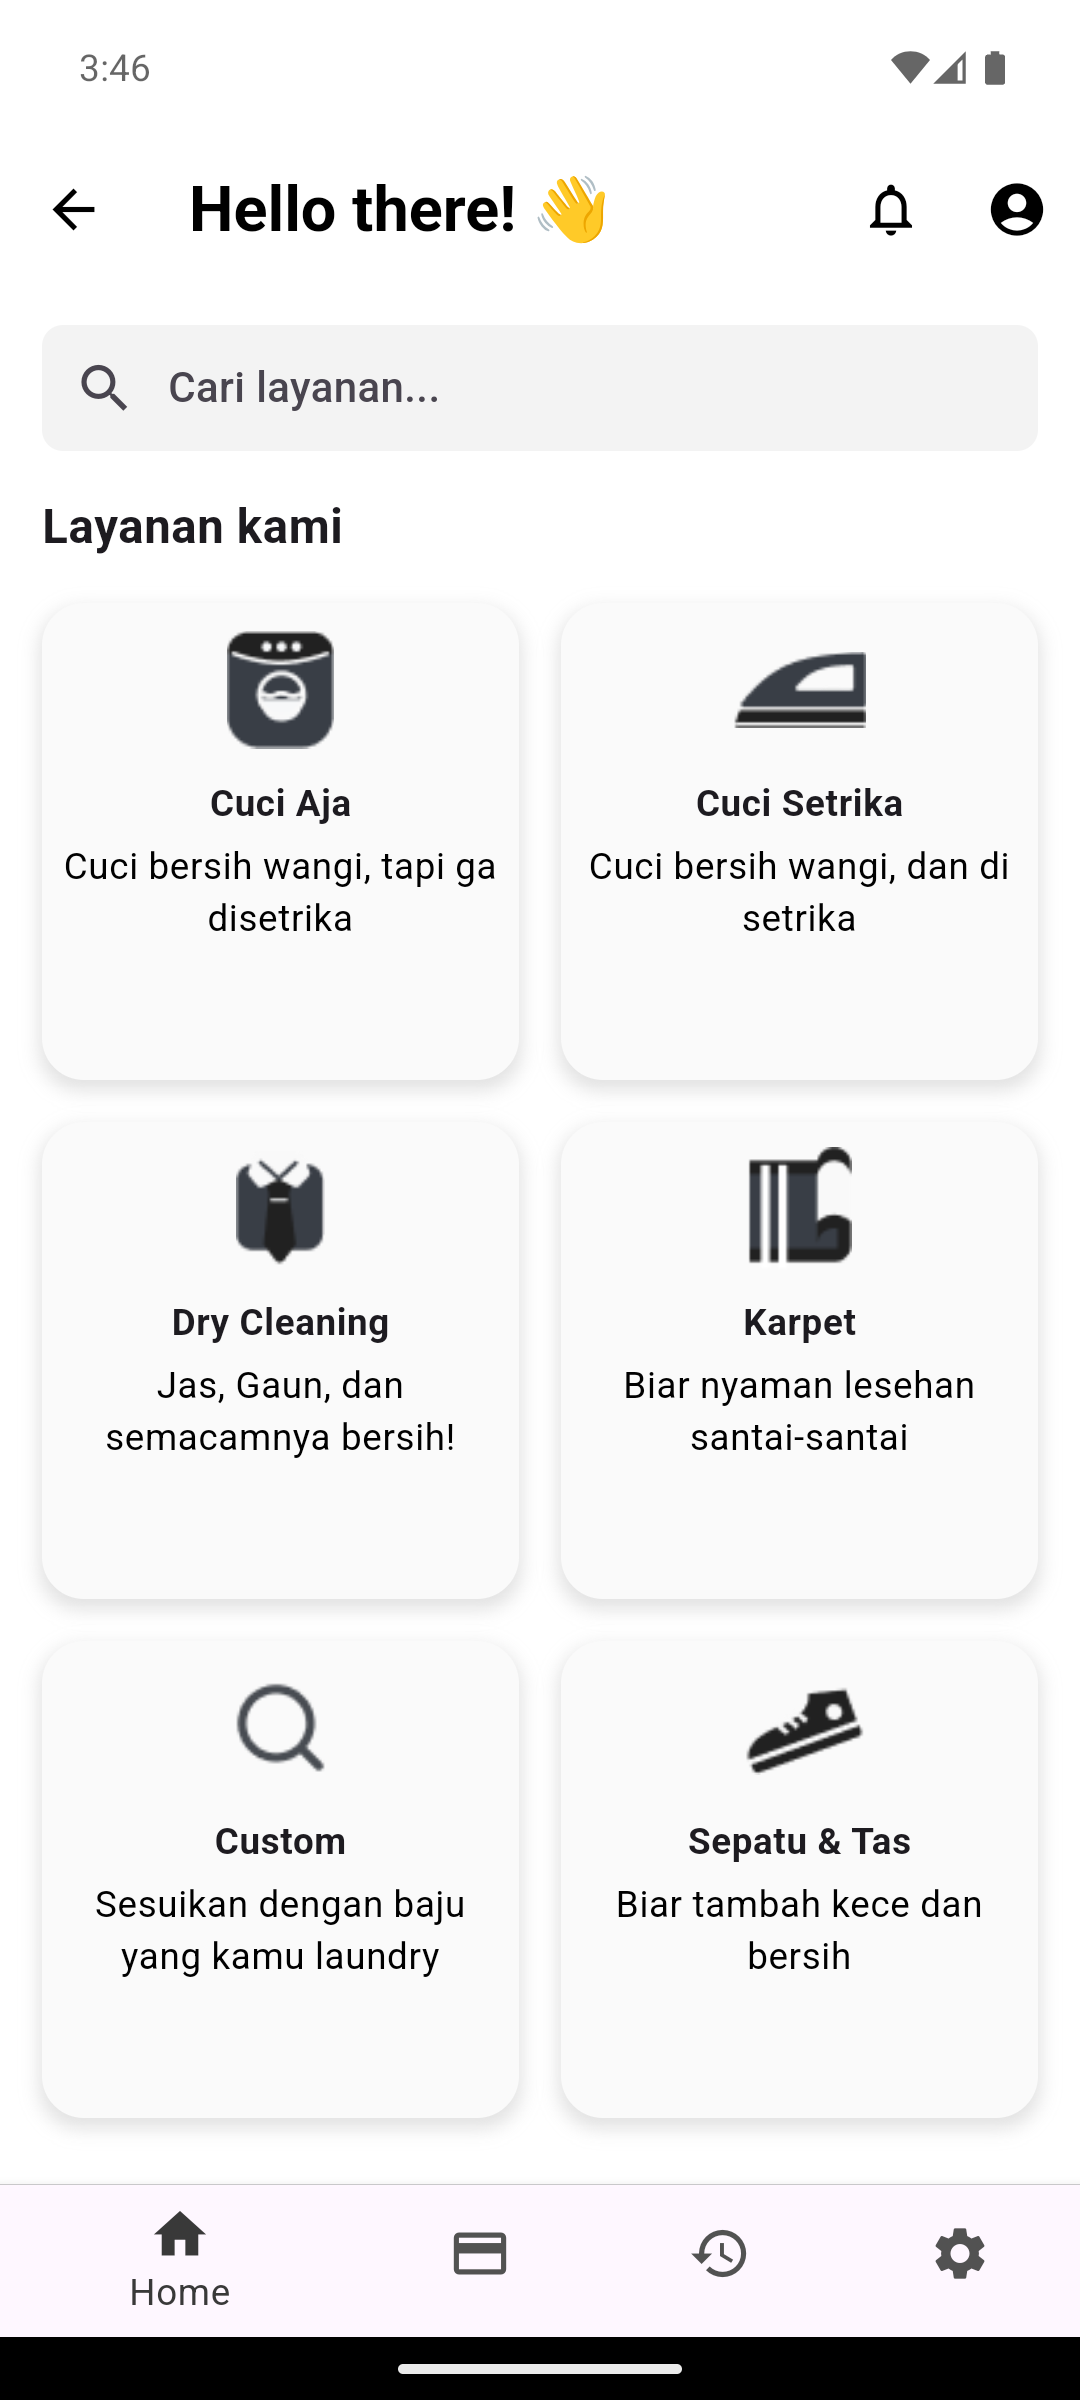 3:46
Hello there! 👋
Cari layanan...
Layanan kami
Cuci Aja
Cuci bersih wangi, tapi ga
disetrika
Cuci Setrika
Cuci bersih wangi, dan di
setrika
Dry Cleaning
Jas, Gaun, dan
semacamnya bersih!
Karpet
Biar nyaman lesehan
santai-santai
Custom
Sesuikan dengan baju
yang kamu laundry
Sepatu & Tas
Biar tambah kece dan
bersih
Home